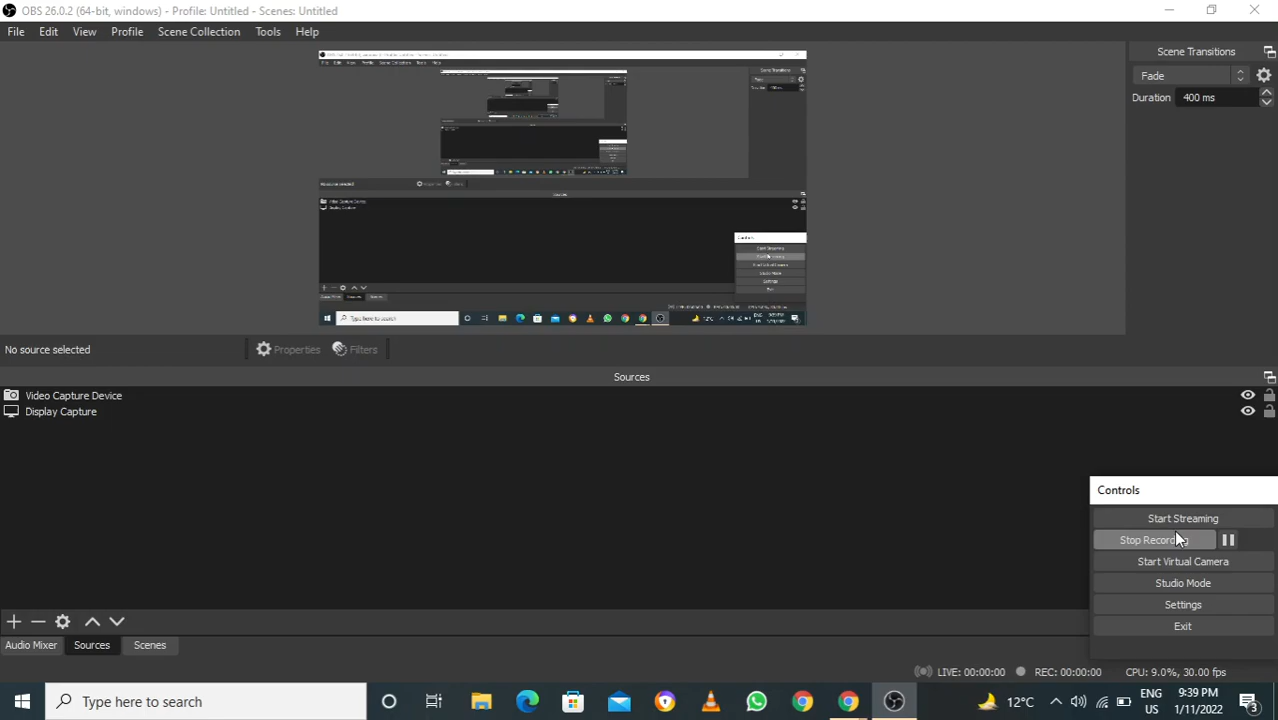 OBS 26.0.2 (64-bit, windows) - Profile: Untitled - Scenes: Untitled
File Edit View Profile Scene Collection Tools Help
Scene Transitions
Fade
Duration 400 ms
No source selected Properties Filters
Sources
Video Capture Device
Display Capture
Controls
Start Streaming
Stop Recording
Start Virtual Camera
Studio Mode
Settings
Exit
Audio Mixer Sources Scenes
LIVE: 00:00:00 REC: 00:00:00 CPU: 9.0%, 30.00 fps
Type here to search
12°C
ENG
US
9:39 PM
1/11/2022
3